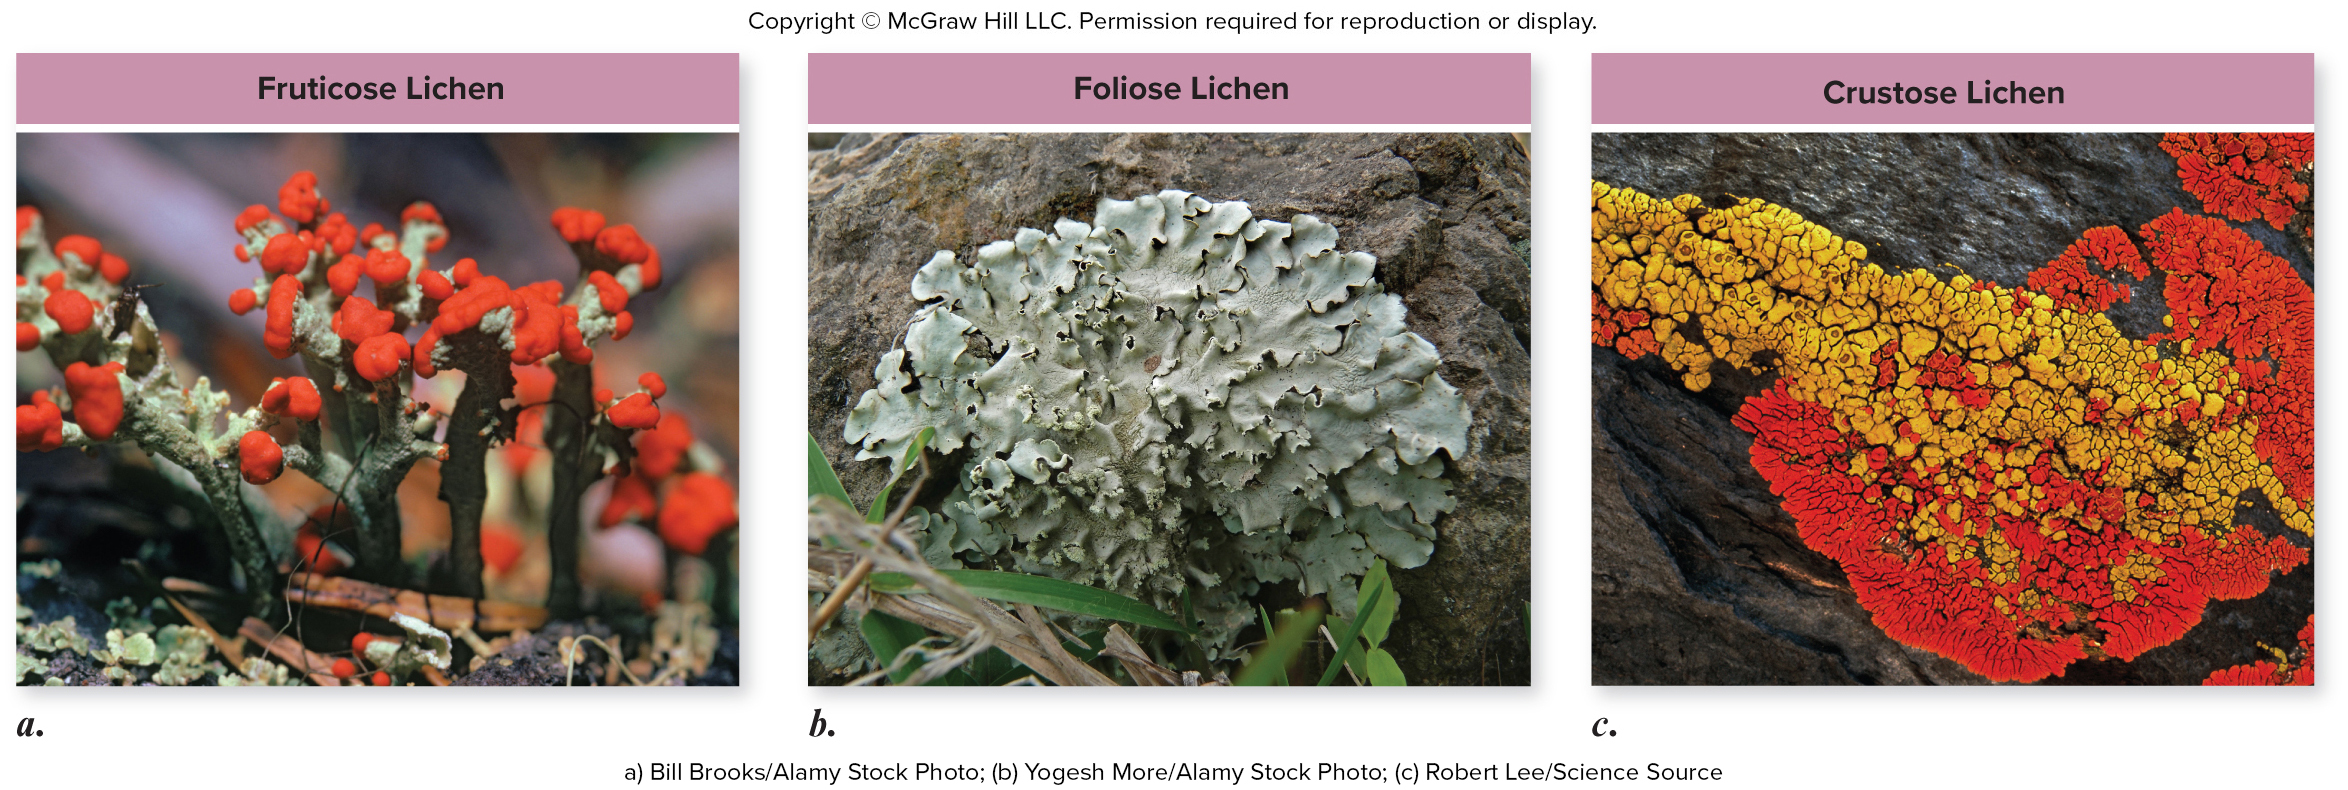 Copyright © McGraw Hill LLC. Permission required for reproduction or display.
Fruticose Lichen
Foliose Lichen
Crustose Lichen
a.
b.
c.
a) Bill Brooks/Alamy Stock Photo; (b) Yogesh More/Alamy Stock Photo; (c) Robert Lee/Science Source